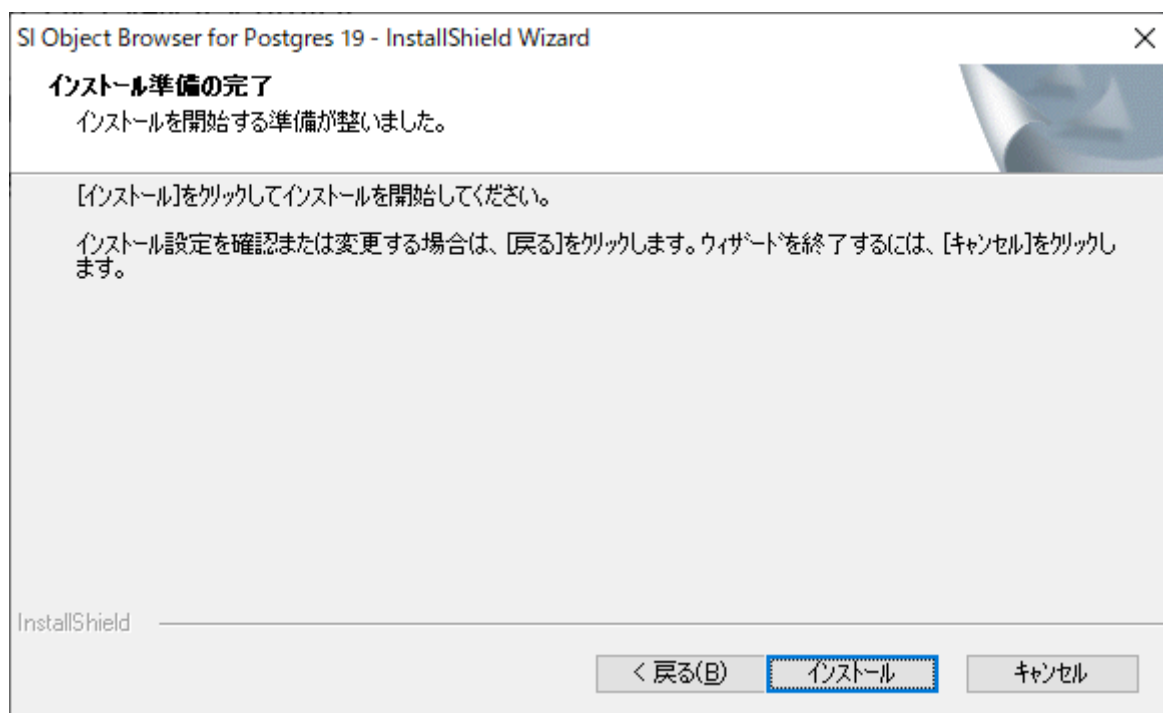 SI Object Browser for Postgres 19 - InstallShield Wizard
インストール準備の完了
インストールを開始する準備が整いました。
[インストール]をクリックしてインストールを開始してください。
インストール設定を確認または変更する場合は、[戻る]をクリックします。ウィザードを終了するには、[キャンセル]をクリックし
ます。
InstallShield
< 戻る(B)
インストール
キャンセル